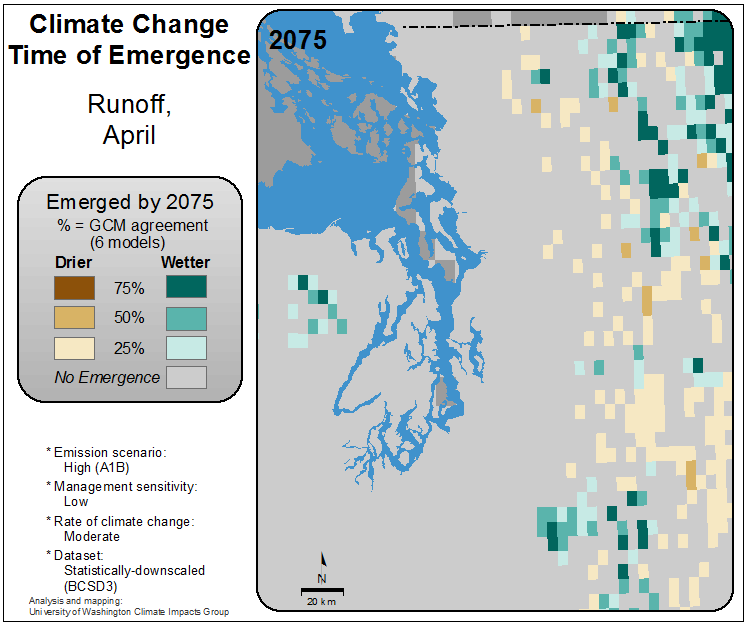 Climate Change
Time of Emergence
Runoff,
April
Emerged by 2075
% = GCM agreement
(6 models)
Drier Wetter
75%
50%
25%
No Emergence
* Emission scenario:
High (A1B)
* Management sensitivity:
Low
* Rate of climate change:
Moderate
* Dataset:
Statistically-downscaled
(BCSD3)
Analysis and mapping:
University of Washington Climate Impacts Group
2075
N
20 km